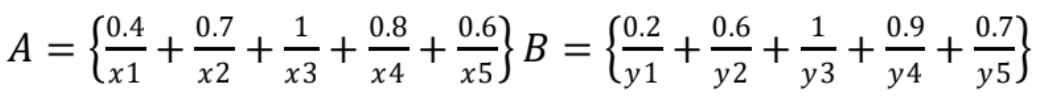 A = {0.4/x1 + 0.7/x2 + 1/x3 + 0.8/x4 + 0.6/x5} B = {0.2/y1 + 0.6/y2 + 1/y3 + 0.9/y4 + 0.7/y5}